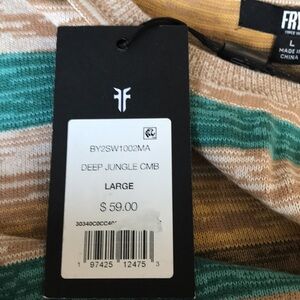 FRY
L
MADE IN
CHINA
BY2SW1002MA
DEEP JUNGLE CMB
LARGE
$ 59.00
1 97425 12475 3